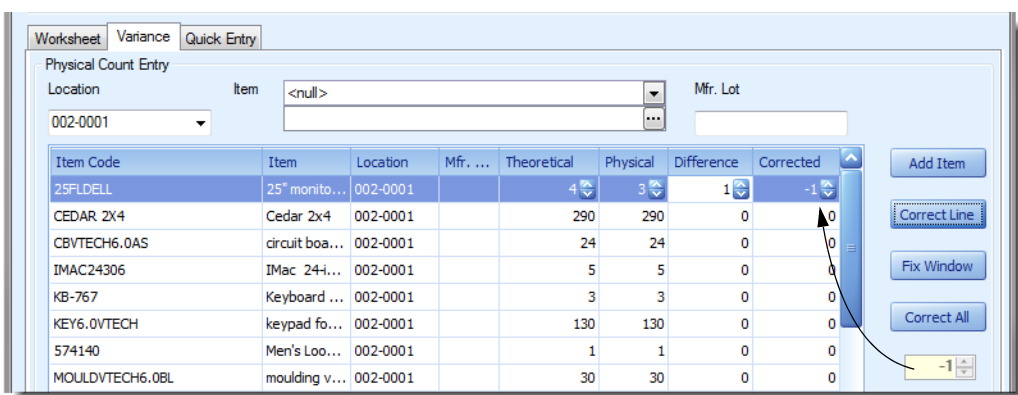 Worksheet Variance Quick Entry
Physical Count Entry
Location Item <null> Mfr. Lot
002-0001 ...
Item Code Item Location Mfr. ... Theoretical Physical Difference Corrected
25FLDELL 25" monito... 002-0001 4 3 1 -1
CEDAR 2X4 Cedar 2x4 002-0001 290 290 0 0
CBVTECH6.0AS circuit boa... 002-0001 24 24 0 0
IMAC24306 IMac 24-i... 002-0001 5 5 0 0
KB-767 Keyboard ... 002-0001 3 3 0 0
KEY6.0VTECH keypad fo... 002-0001 130 130 0 0
574140 Men's Loo... 002-0001 1 1 0 0
MOULDVTECH6.0BL moulding v... 002-0001 30 30 0 0
Add Item
Correct Line
Fix Window
Correct All
-1